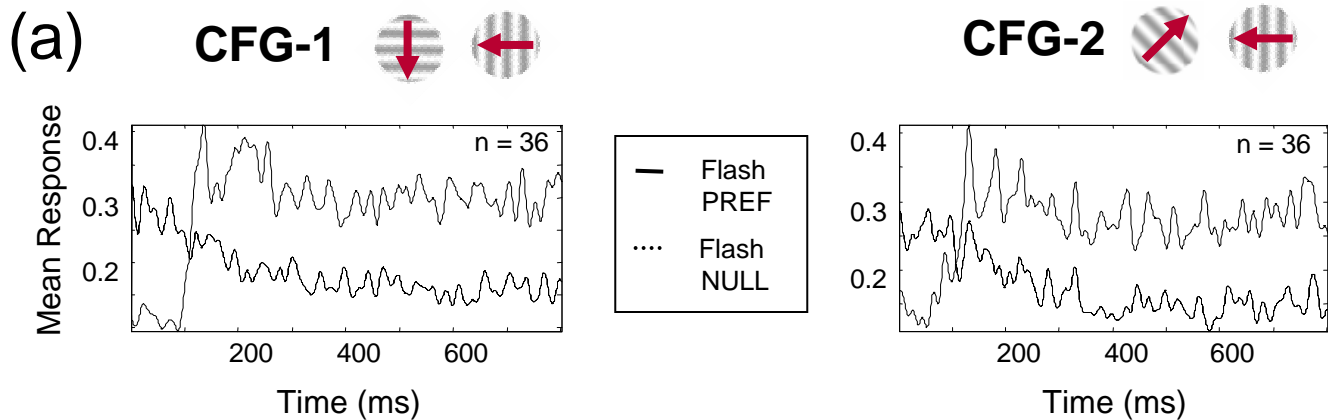 (a)
CFG-1
CFG-2
Mean Response
0.4
0.3
0.2
n = 36
200
400
600
Time (ms)
Flash
PREF
Flash
NULL
0.4
0.3
0.2
n = 36
200
400
600
Time (ms)